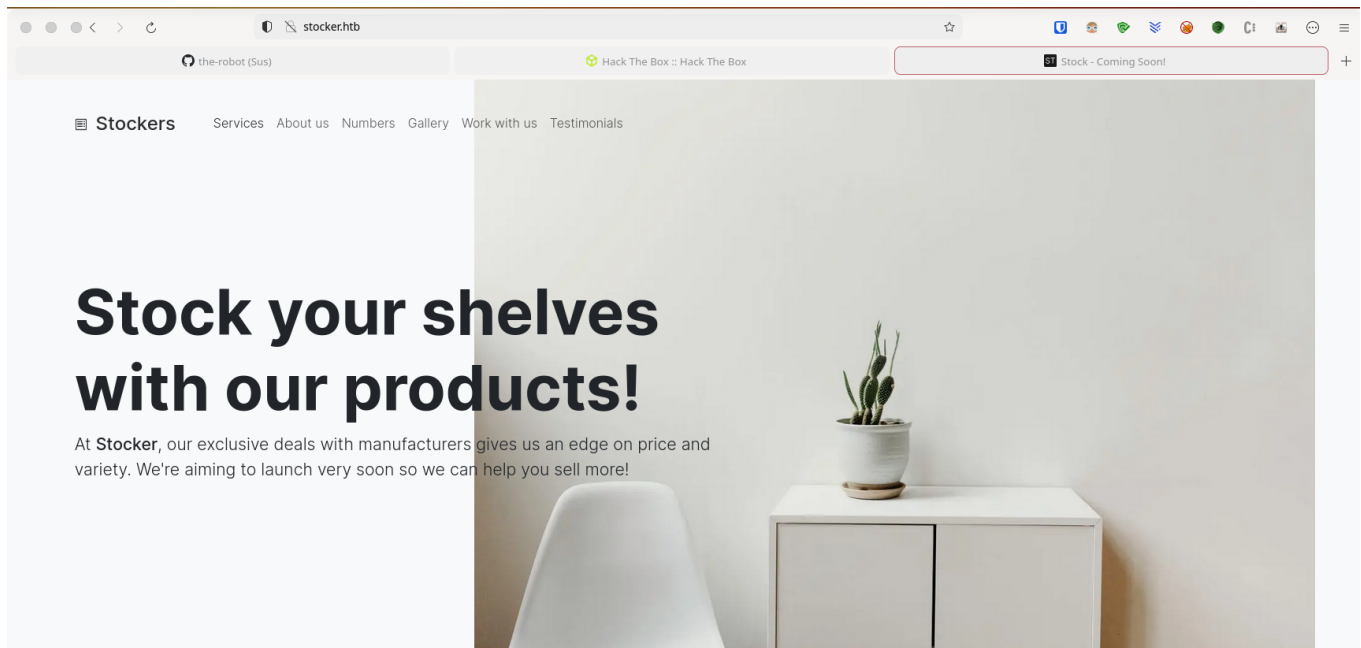 stocker.htb
the-robot (Sus)
Hack The Box :: Hack The Box
ST Stock - Coming Soon!
Stockers Services About us Numbers Gallery Work with us Testimonials
Stock your shelves
with our products!
At Stocker, our exclusive deals with manufacturers gives us an edge on price and
variety. We're aiming to launch very soon so we can help you sell more!